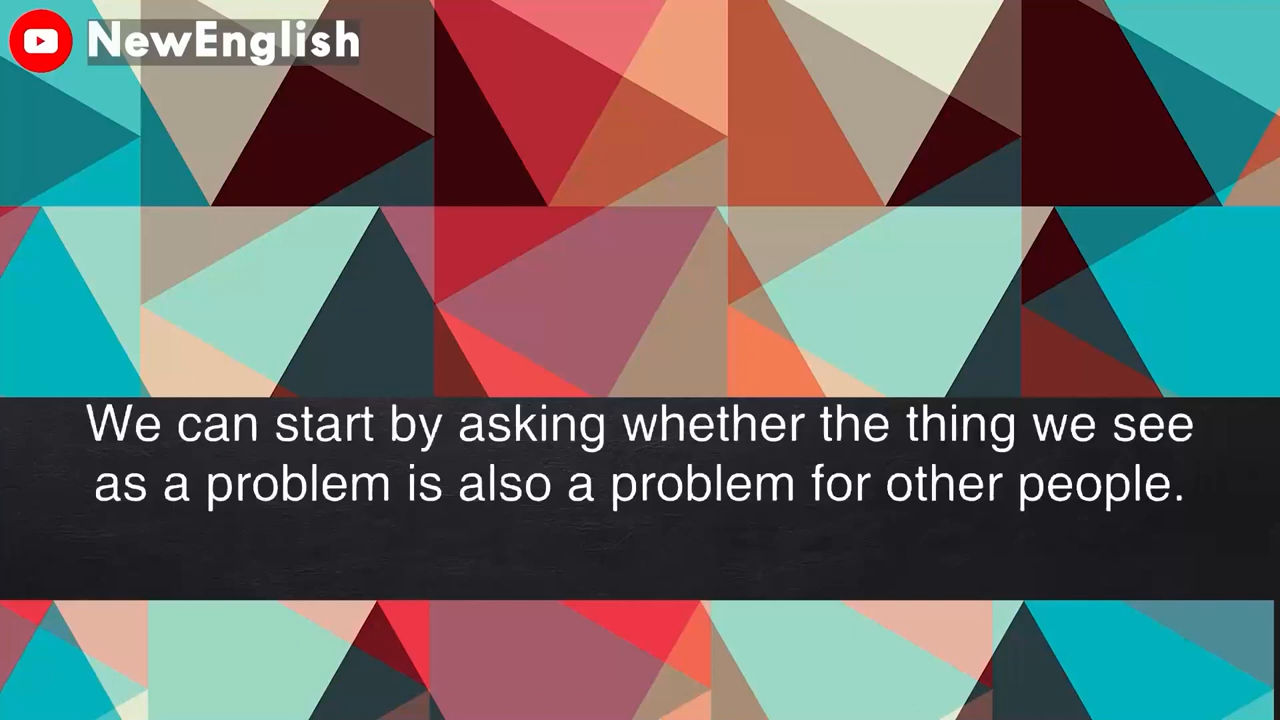 NewEnglish
We can start by asking whether the thing we see
as a problem is also a problem for other people.